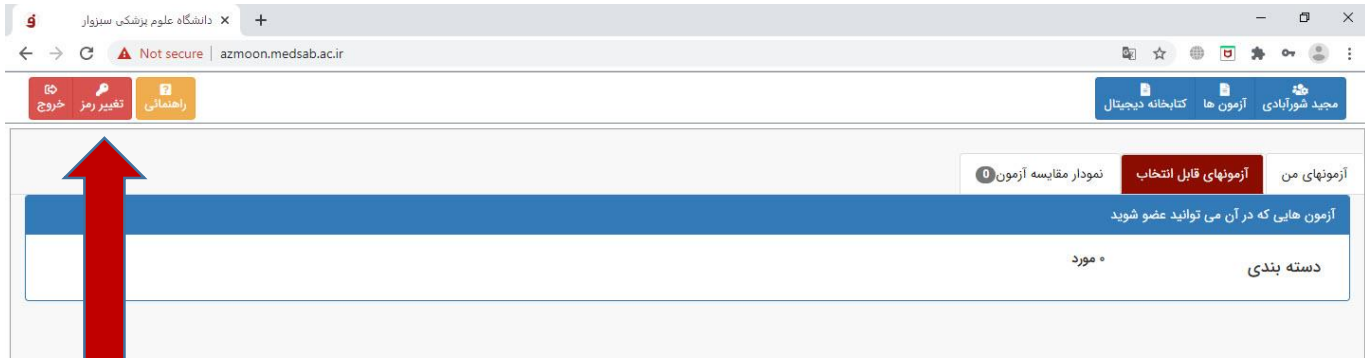 دانشگاه علوم پزشکی سبزوار
Not secure | azmoon.medsab.ac.ir
مجید شورآبادی آزمون ها کتابخانه دیجیتال راهنمائی تغییر رمز خروج
آزمونهای من آزمونهای قابل انتخاب نمودار مقایسه آزمون 0
آزمون هایی که در آن می توانید عضو شوید
دسته بندی ۰ مورد